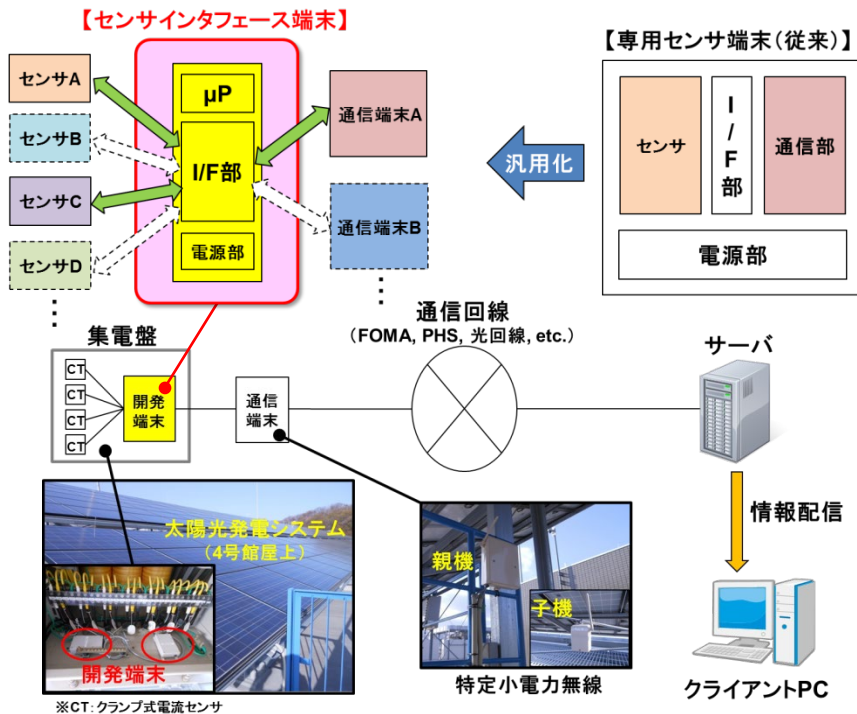 【センサインタフェース端末】
【専用センサ端末(従来)】
センサA
センサB
センサC
センサD
⋮
μP
I/F部
電源部
通信端末A
通信端末B
⋮
汎用化
センサ
I/F部
通信部
電源部
集電盤
CT
CT
CT
CT
開発
端末
通信
端末
通信回線
(FOMA, PHS, 光回線, etc.)
サーバ
情報配信
クライアントPC
太陽光発電システム
(4号館屋上)
開発端末
親機
子機
特定小電力無線
※CT:クランプ式電流センサ